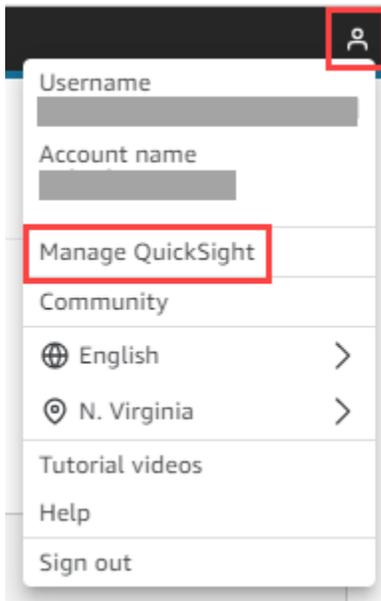 Username
Account name
Manage QuickSight
Community
English
N. Virginia
Tutorial videos
Help
Sign out